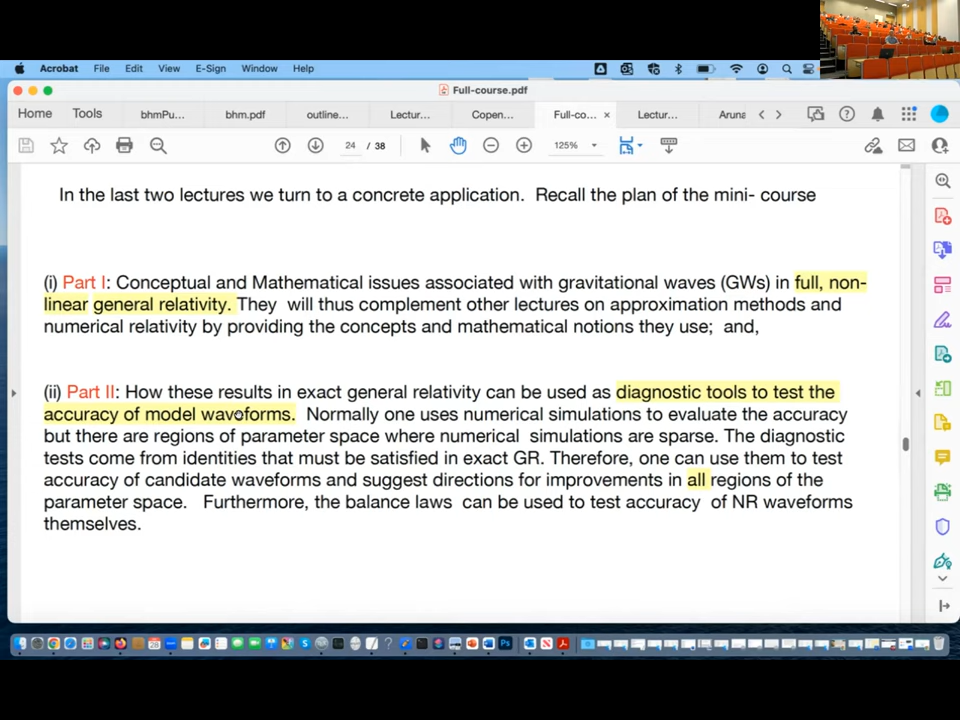 Acrobat File Edit View E-Sign Window Help
Full-course.pdf
Home Tools bhmPu... bhm.pdf outline... Lectur... Copen... Full-co... Lectur... Aruna
24 / 38 125%
In the last two lectures we turn to a concrete application. Recall the plan of the mini- course
(i) Part I: Conceptual and Mathematical issues associated with gravitational waves (GWs) in full, non-
linear general relativity. They will thus complement other lectures on approximation methods and
numerical relativity by providing the concepts and mathematical notions they use; and,
(ii) Part II: How these results in exact general relativity can be used as diagnostic tools to test the
accuracy of model waveforms. Normally one uses numerical simulations to evaluate the accuracy
but there are regions of parameter space where numerical simulations are sparse. The diagnostic
tests come from identities that must be satisfied in exact GR. Therefore, one can use them to test
accuracy of candidate waveforms and suggest directions for improvements in all regions of the
parameter space. Furthermore, the balance laws can be used to test accuracy of NR waveforms
themselves.